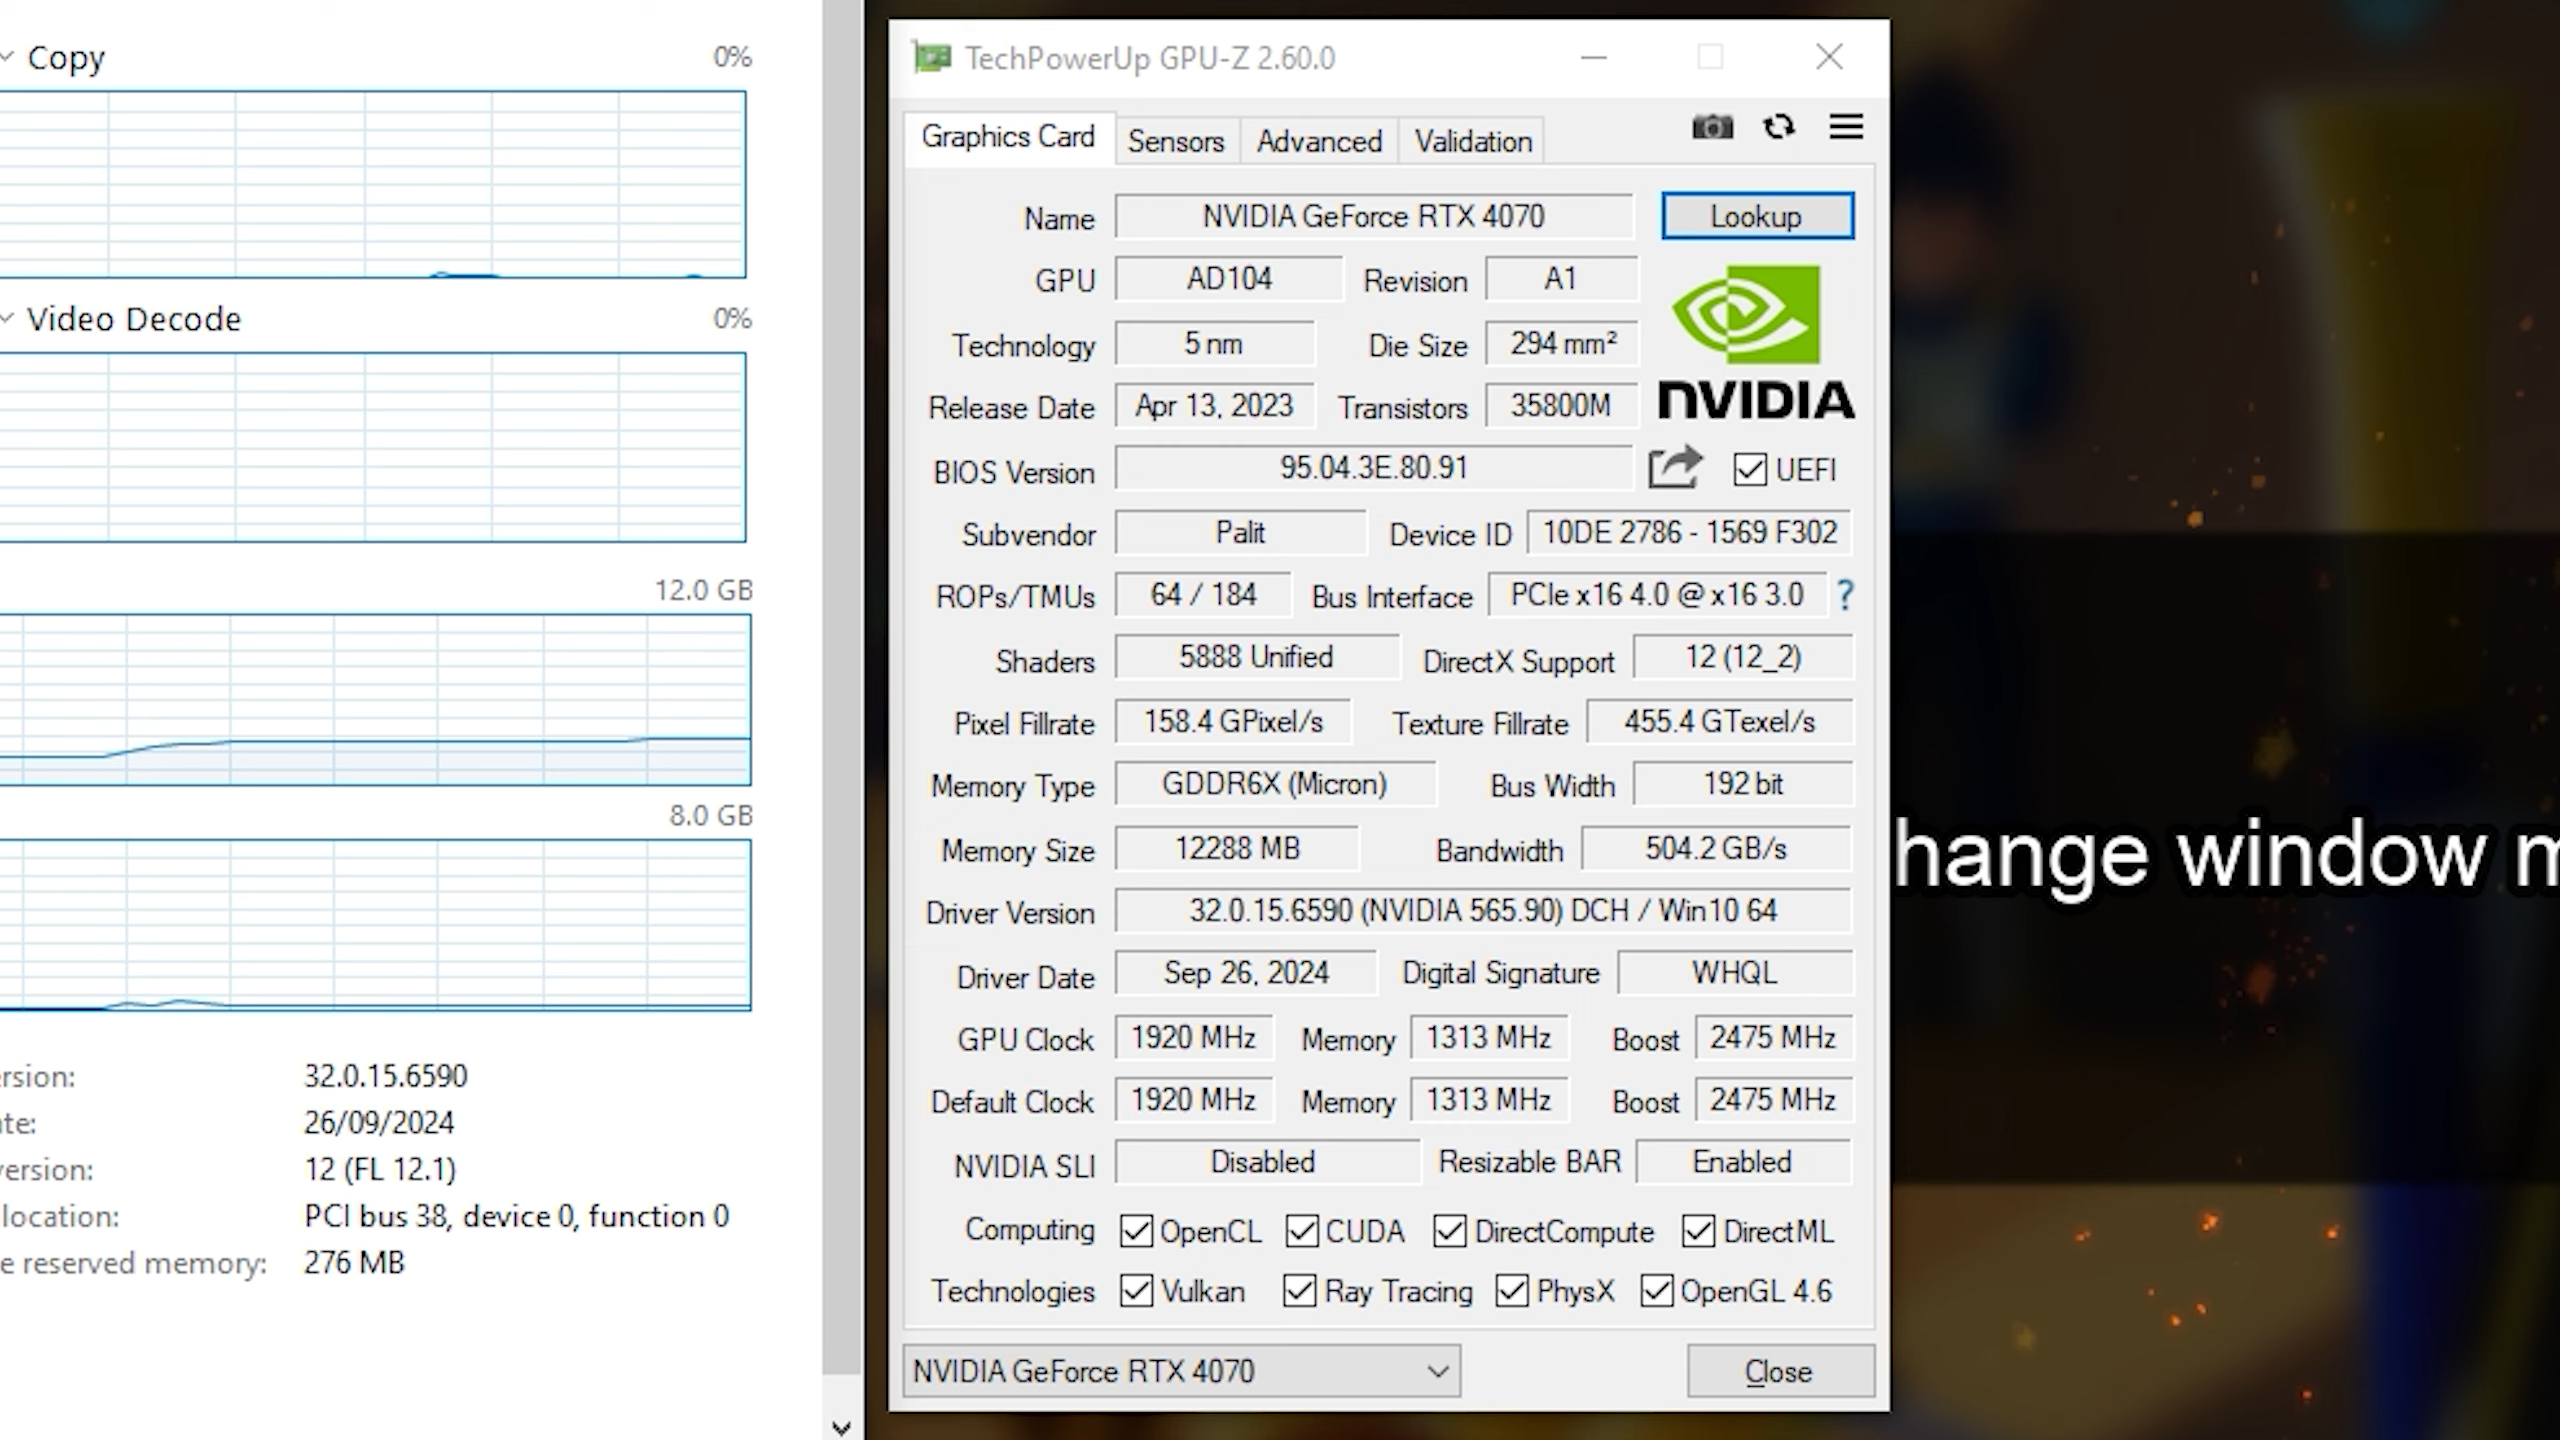 Copy 0%
Video Decode 0%
12.0 GB
8.0 GB
rsion: 32.0.15.6590
te: 26/09/2024
version: 12 (FL 12.1)
location: PCI bus 38, device 0, function 0
e reserved memory: 276 MB
TechPowerUp GPU-Z 2.60.0
Graphics Card Sensors Advanced Validation
Name NVIDIA GeForce RTX 4070 Lookup
GPU AD104 Revision A1
Technology 5 nm Die Size 294 mm²
Release Date Apr 13, 2023 Transistors 35800M
NVIDIA
BIOS Version 95.04.3E.80.91 UEFI
Subvendor Palit Device ID 10DE 2786 - 1569 F302
ROPs/TMUs 64 / 184 Bus Interface PCIe x16 4.0 @ x16 3.0 ?
Shaders 5888 Unified DirectX Support 12 (12_2)
Pixel Fillrate 158.4 GPixel/s Texture Fillrate 455.4 GTexel/s
Memory Type GDDR6X (Micron) Bus Width 192 bit
Memory Size 12288 MB Bandwidth 504.2 GB/s
Driver Version 32.0.15.6590 (NVIDIA 565.90) DCH / Win10 64
Driver Date Sep 26, 2024 Digital Signature WHQL
GPU Clock 1920 MHz Memory 1313 MHz Boost 2475 MHz
Default Clock 1920 MHz Memory 1313 MHz Boost 2475 MHz
NVIDIA SLI Disabled Resizable BAR Enabled
Computing OpenCL CUDA DirectCompute DirectML
Technologies Vulkan Ray Tracing PhysX OpenGL 4.6
NVIDIA GeForce RTX 4070 Close
hange window m